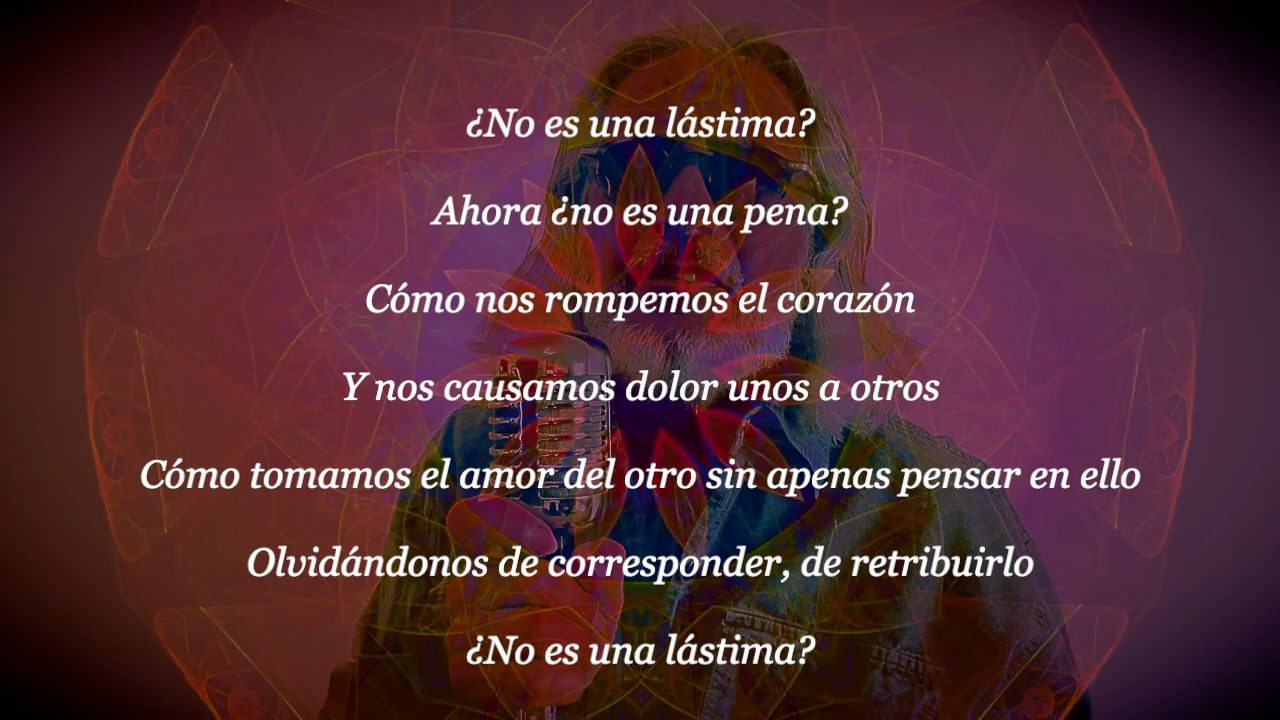 ¿No es una lástima?
Ahora ¿no es una pena?
Cómo nos rompemos el corazón
Y nos causamos dolor unos a otros
Cómo tomamos el amor del otro sin apenas pensar en ello
Olvidándonos de corresponder, de retribuirlo
¿No es una lástima?